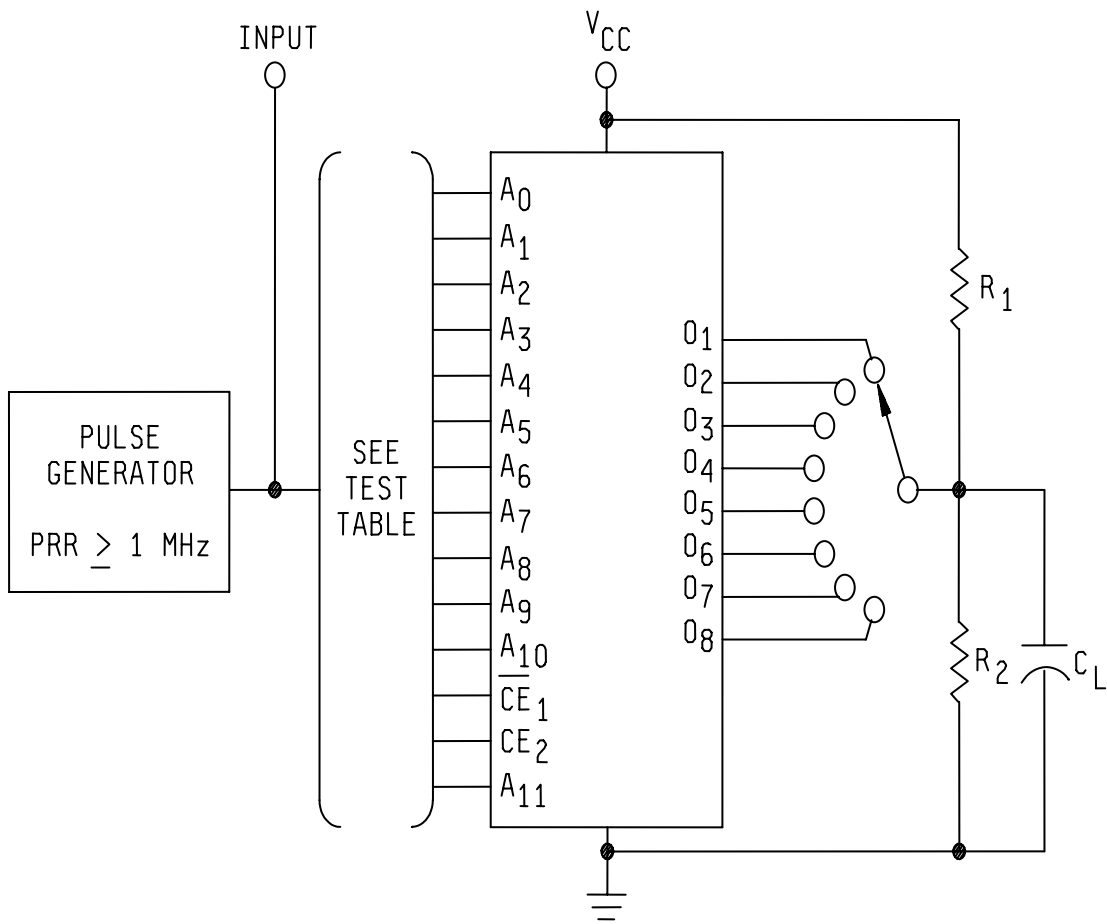 INPUT
VCC
PULSE
GENERATOR
PRR ≥ 1 MHz
SEE
TEST
TABLE
A0
A1
A2
A3
A4
A5
A6
A7
A8
A9
A10
C̅E̅1
CE2
A11
O1
O2
O3
O4
O5
O6
O7
O8
R1
R2
CL